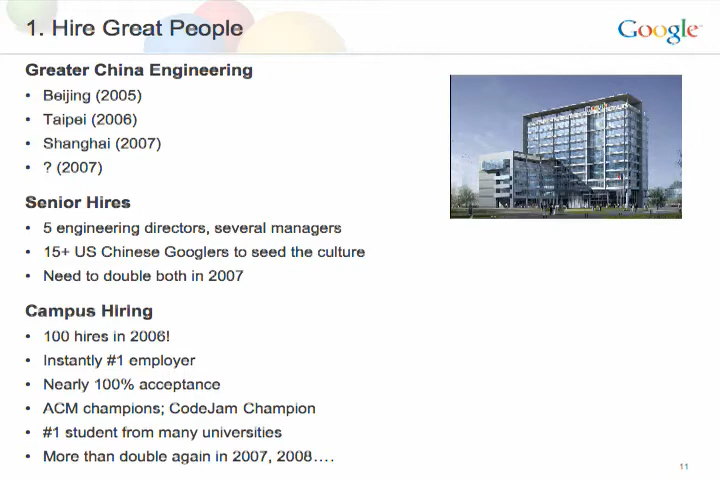 1. Hire Great People
Google
Greater China Engineering
• Beijing (2005)
• Taipei (2006)
• Shanghai (2007)
• ? (2007)
Senior Hires
• 5 engineering directors, several managers
• 15+ US Chinese Googlers to seed the culture
• Need to double both in 2007
Campus Hiring
• 100 hires in 2006!
• Instantly #1 employer
• Nearly 100% acceptance
• ACM champions; CodeJam Champion
• #1 student from many universities
• More than double again in 2007, 2008….
11